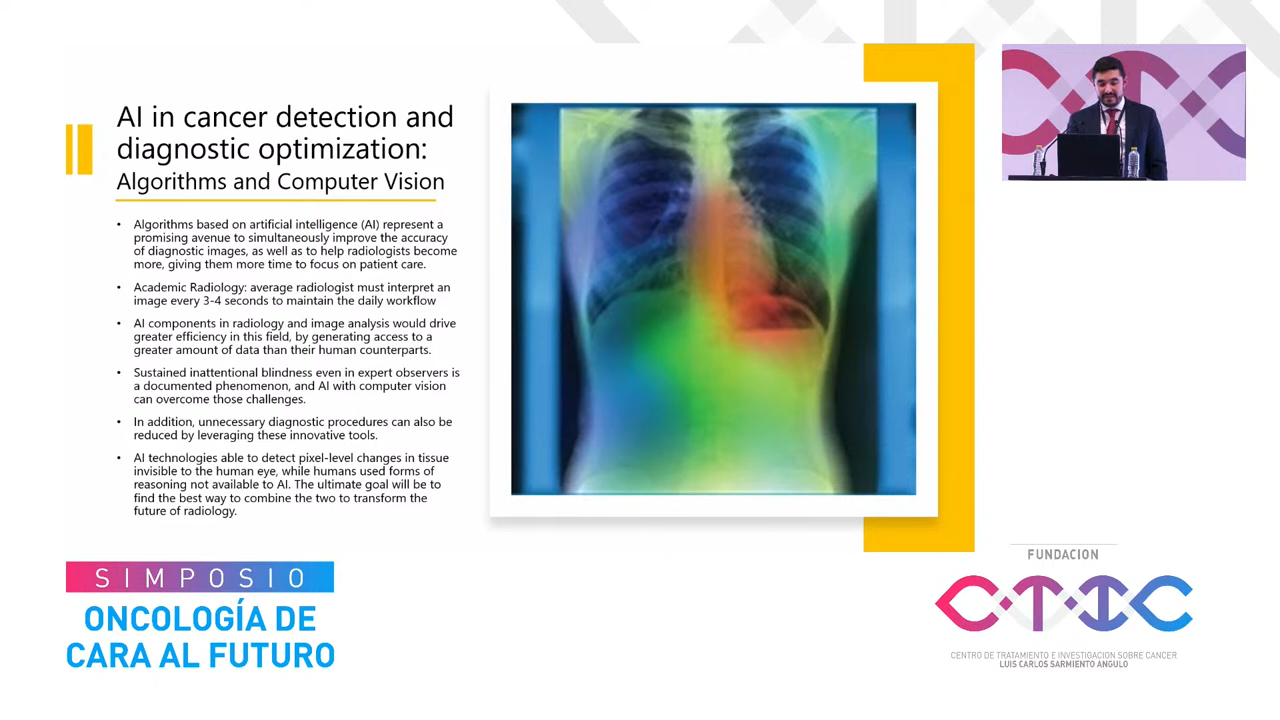 AI in cancer detection and
diagnostic optimization:
Algorithms and Computer Vision
• Algorithms based on artificial intelligence (AI) represent a
promising avenue to simultaneously improve the accuracy
of diagnostic images, as well as to help radiologists become
more, giving them more time to focus on patient care.
• Academic Radiology: average radiologist must interpret an
image every 3-4 seconds to maintain the daily workflow
• AI components in radiology and image analysis would drive
greater efficiency in this field, by generating access to a
greater amount of data than their human counterparts.
• Sustained inattentional blindness even in expert observers is
a documented phenomenon, and AI with computer vision
can overcome those challenges.
• In addition, unnecessary diagnostic procedures can also be
reduced by leveraging these innovative tools.
• AI technologies able to detect pixel-level changes in tissue
invisible to the human eye, while humans used forms of
reasoning not available to AI. The ultimate goal will be to
find the best way to combine the two to transform the
future of radiology.
SIMPOSIO
ONCOLOGÍA DE
CARA AL FUTURO
FUNDACION
CTIC
CENTRO DE TRATAMIENTO E INVESTIGACION SOBRE CANCER
LUIS CARLOS SARMIENTO ANGULO